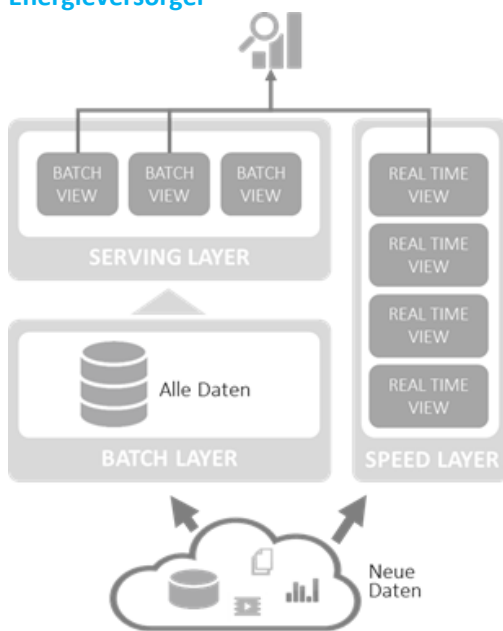 Energieversorger
BATCH
VIEW
BATCH
VIEW
BATCH
VIEW
SERVING LAYER
REAL TIME
VIEW
REAL TIME
VIEW
REAL TIME
VIEW
REAL TIME
VIEW
SPEED LAYER
Alle Daten
BATCH LAYER
Neue
Daten